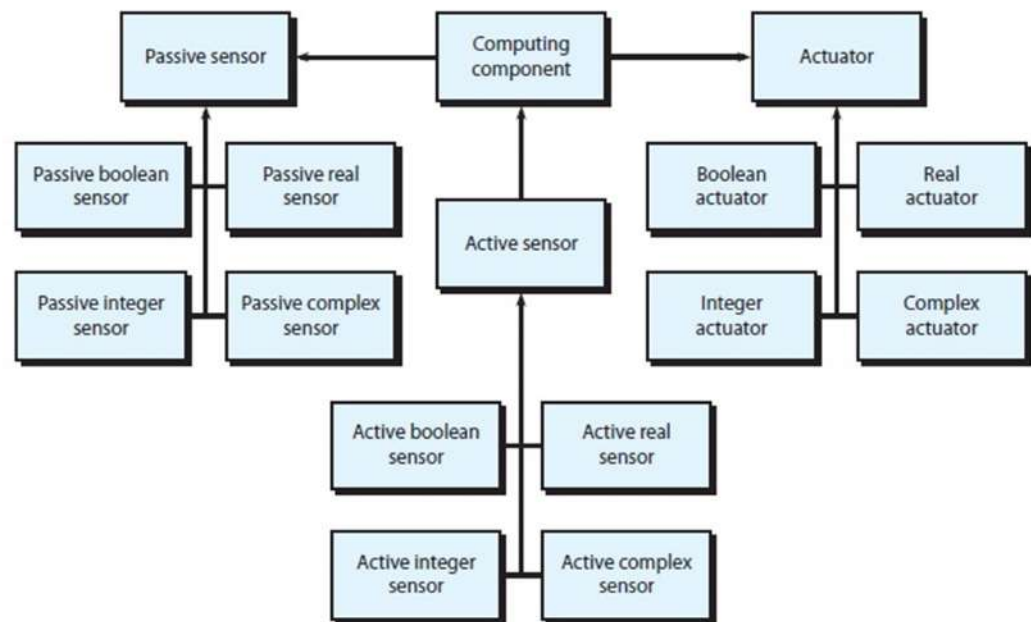 Passive sensor
Computing
component
Actuator
Passive boolean
sensor
Passive real
sensor
Boolean
actuator
Real
actuator
Active sensor
Passive integer
sensor
Passive complex
sensor
Integer
actuator
Complex
actuator
Active boolean
sensor
Active real
sensor
Active integer
sensor
Active complex
sensor